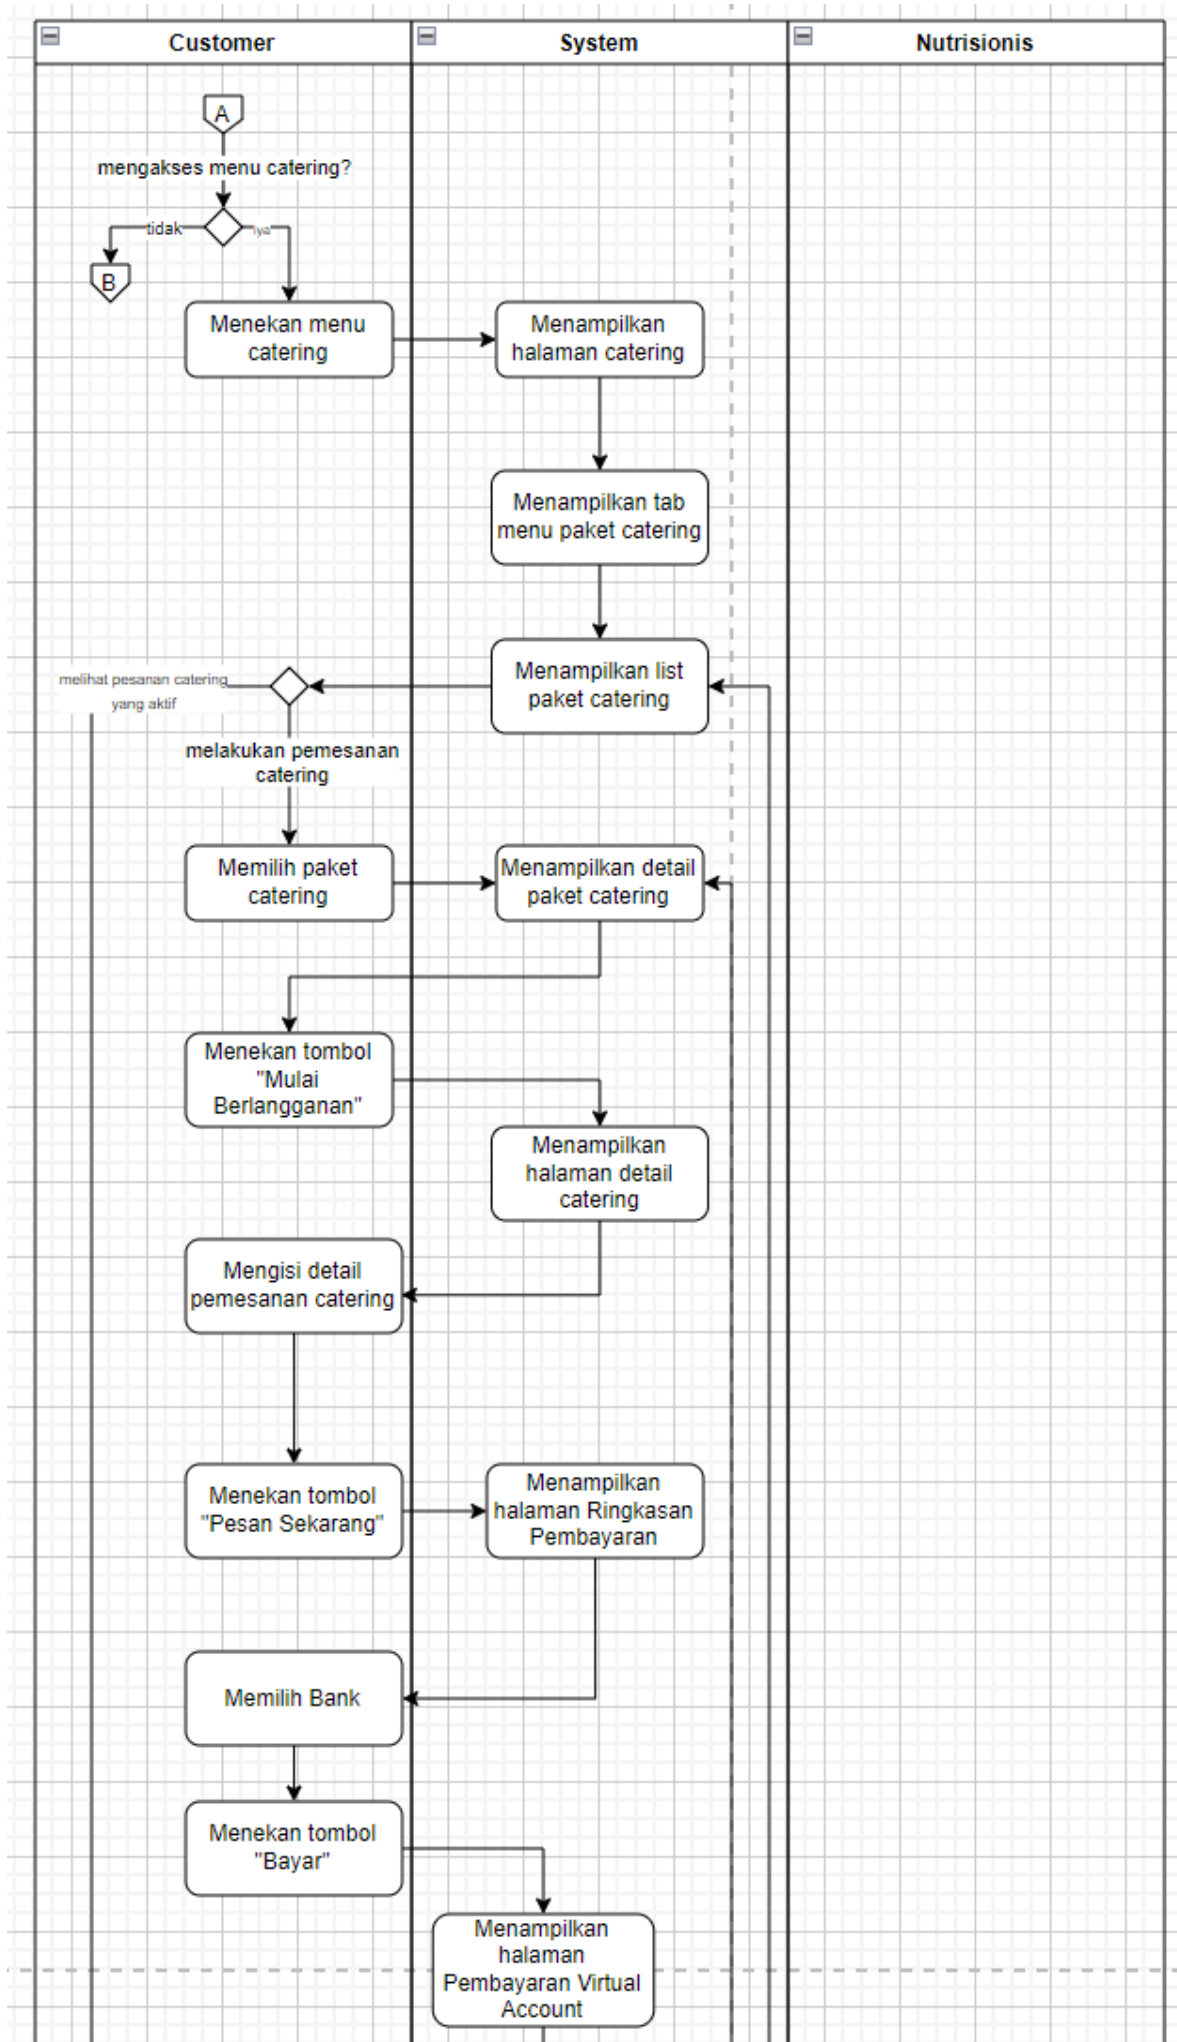 Customer
System
Nutrisionis
A
mengakses menu catering?
tidak
iya
B
Menekan menu
catering
Menampilkan
halaman catering
Menampilkan tab
menu paket catering
Menampilkan list
paket catering
melihat pesanan catering
yang aktif
melakukan pemesanan
catering
Memilih paket
catering
Menampilkan detail
paket catering
Menekan tombol
"Mulai
Berlangganan"
Menampilkan
halaman detail
catering
Mengisi detail
pemesanan catering
Menekan tombol
"Pesan Sekarang"
Menampilkan
halaman Ringkasan
Pembayaran
Memilih Bank
Menekan tombol
"Bayar"
Menampilkan
halaman
Pembayaran Virtual
Account